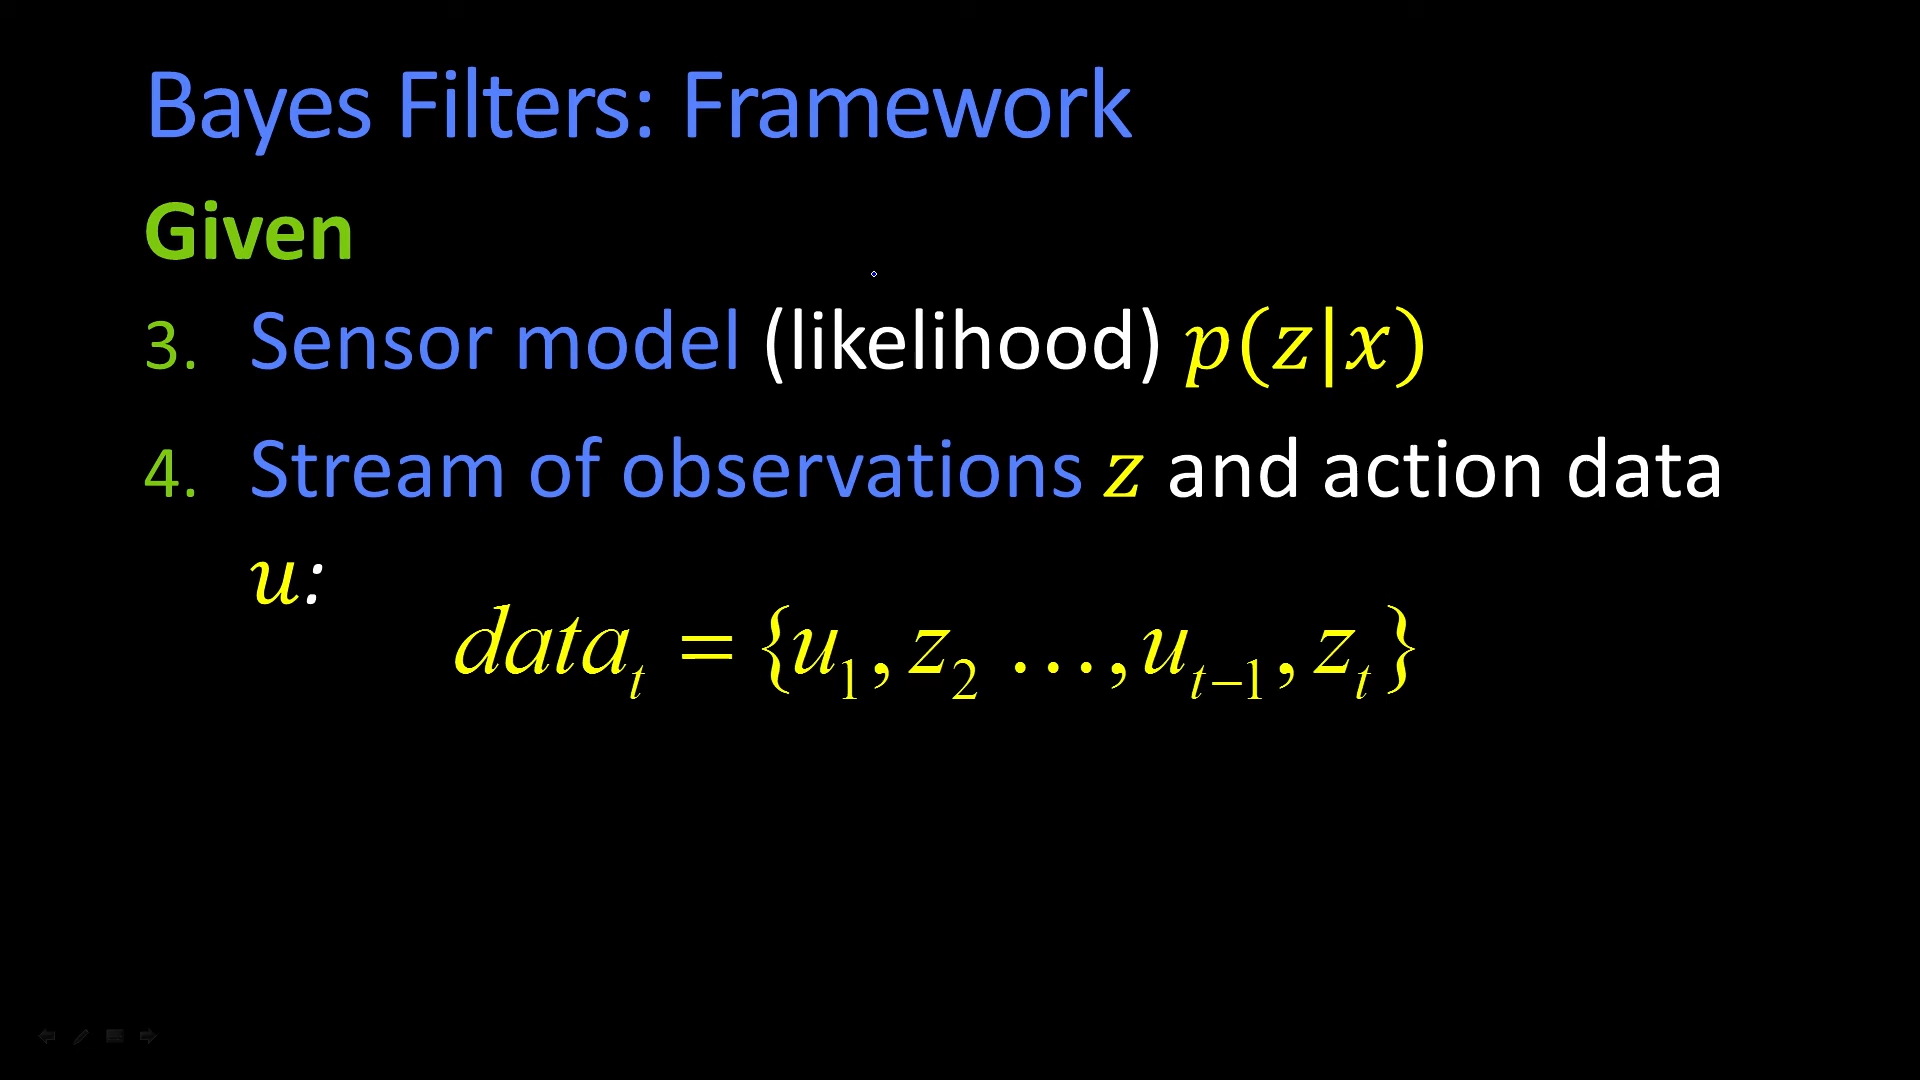 Bayes Filters: Framework
Given
3. Sensor model (likelihood) p(z|x)
4. Stream of observations z and action data
u:
data_t = {u_1, z_2 …, u_{t−1}, z_t}